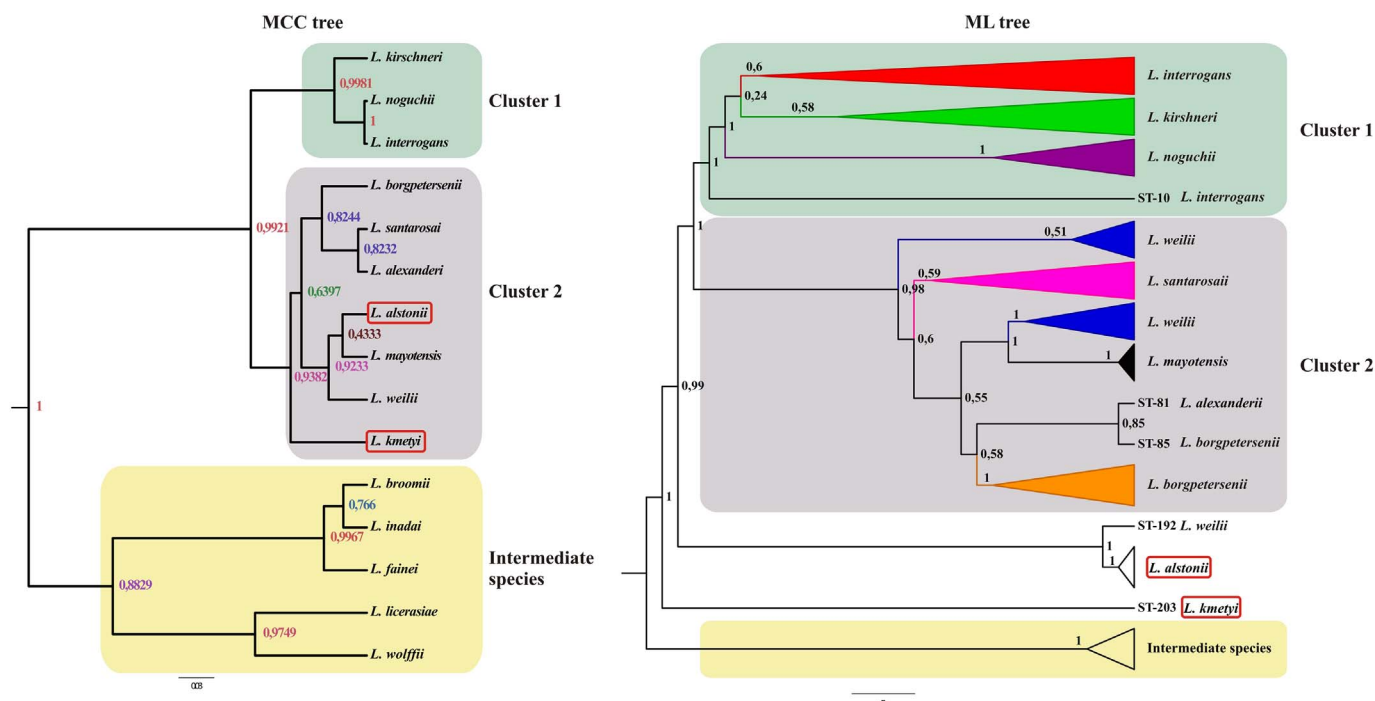 MCC tree
L. kirschneri
0,9981
L. noguchii
1
L. interrogans
Cluster 1
L. borgpetersenii
0,8244
L. santarosai
0,8232
L. alexanderi
0,9921
0,6397
Cluster 2
L. alstonii
0,4333
L. mayotensis
0,9233
0,9382
L. weilii
1
L. kmetyi
L. broomii
0,766
L. inadai
0,9967
L. fainei
Intermediate
species
0,8829
L. licerasiae
0,9749
L. wolffii
ML tree
0,6
L. interrogans
0,24
0,58
L. kirshneri
Cluster 1
1
1
L. noguchii
1
ST-10 L. interrogans
1
0,51
L. weilii
0,59
0,98
L. santarosaii
0,6
1
L. weilii
1
1
L. mayotensis
Cluster 2
0,99
0,55
ST-81 L. alexanderii
0,85
ST-85 L. borgpetersenii
0,58
1
L. borgpetersenii
1
ST-192 L. weilii
1
1
L. alstonii
ST-203 L. kmetyi
1
Intermediate species